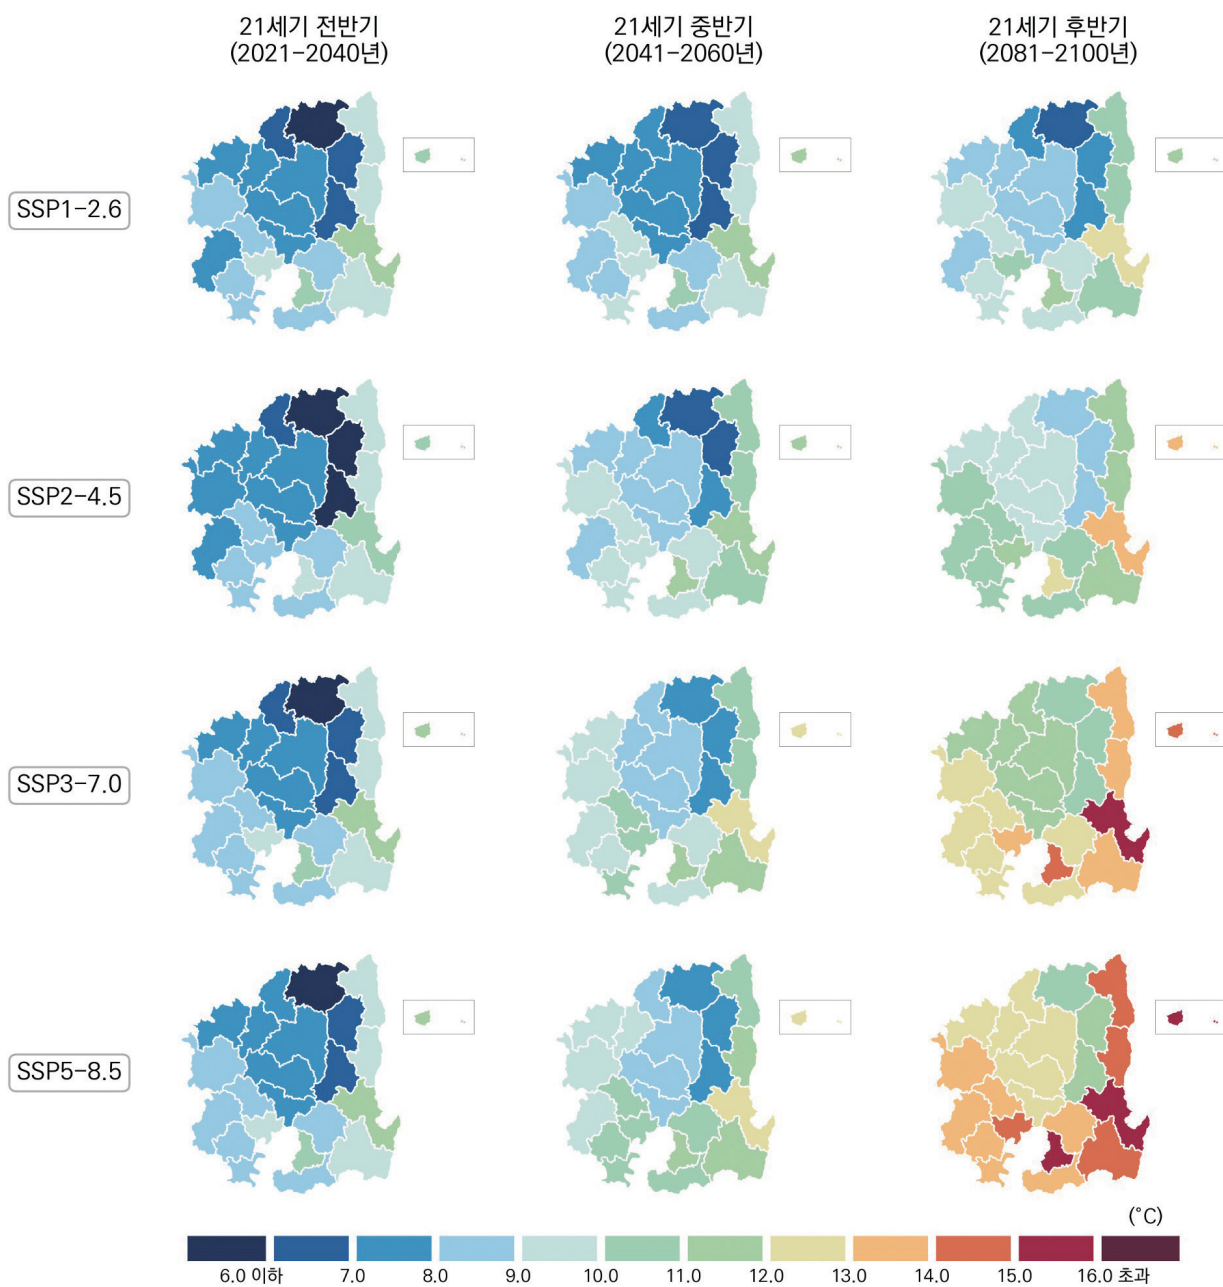 21세기 전반기
(2021-2040년)
21세기 중반기
(2041-2060년)
21세기 후반기
(2081-2100년)
SSP1-2.6
SSP2-4.5
SSP3-7.0
SSP5-8.5
(°C)
6.0 이하 7.0 8.0 9.0 10.0 11.0 12.0 13.0 14.0 15.0 16.0 초과